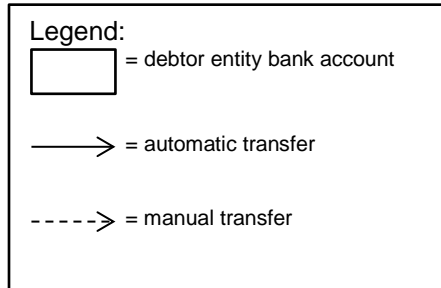 Legend:
= debtor entity bank account
= automatic transfer
= manual transfer